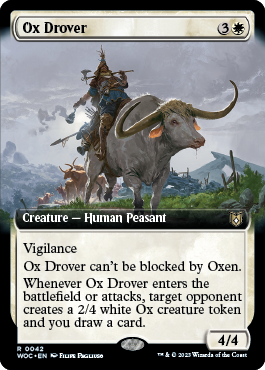 Ox Drover 3
Creature — Human Peasant
Vigilance
Ox Drover can't be blocked by Oxen.
Whenever Ox Drover enters the
battlefield or attacks, target opponent
creates a 2/4 white Ox creature token
and you draw a card.
4/4
R 0042
WOC • EN Filipe Pagliuso ™ & © 2023 Wizards of the Coast